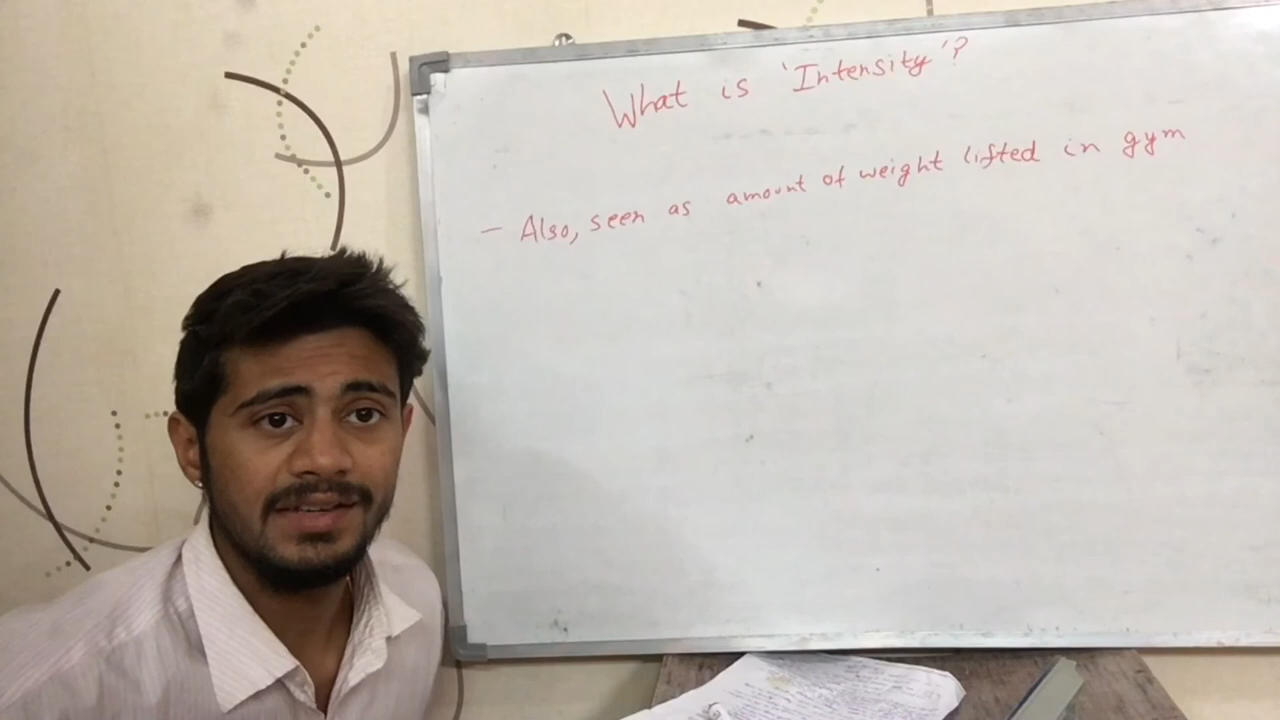 What is 'Intensity'?
- Also, seen as amount of weight lifted in gym